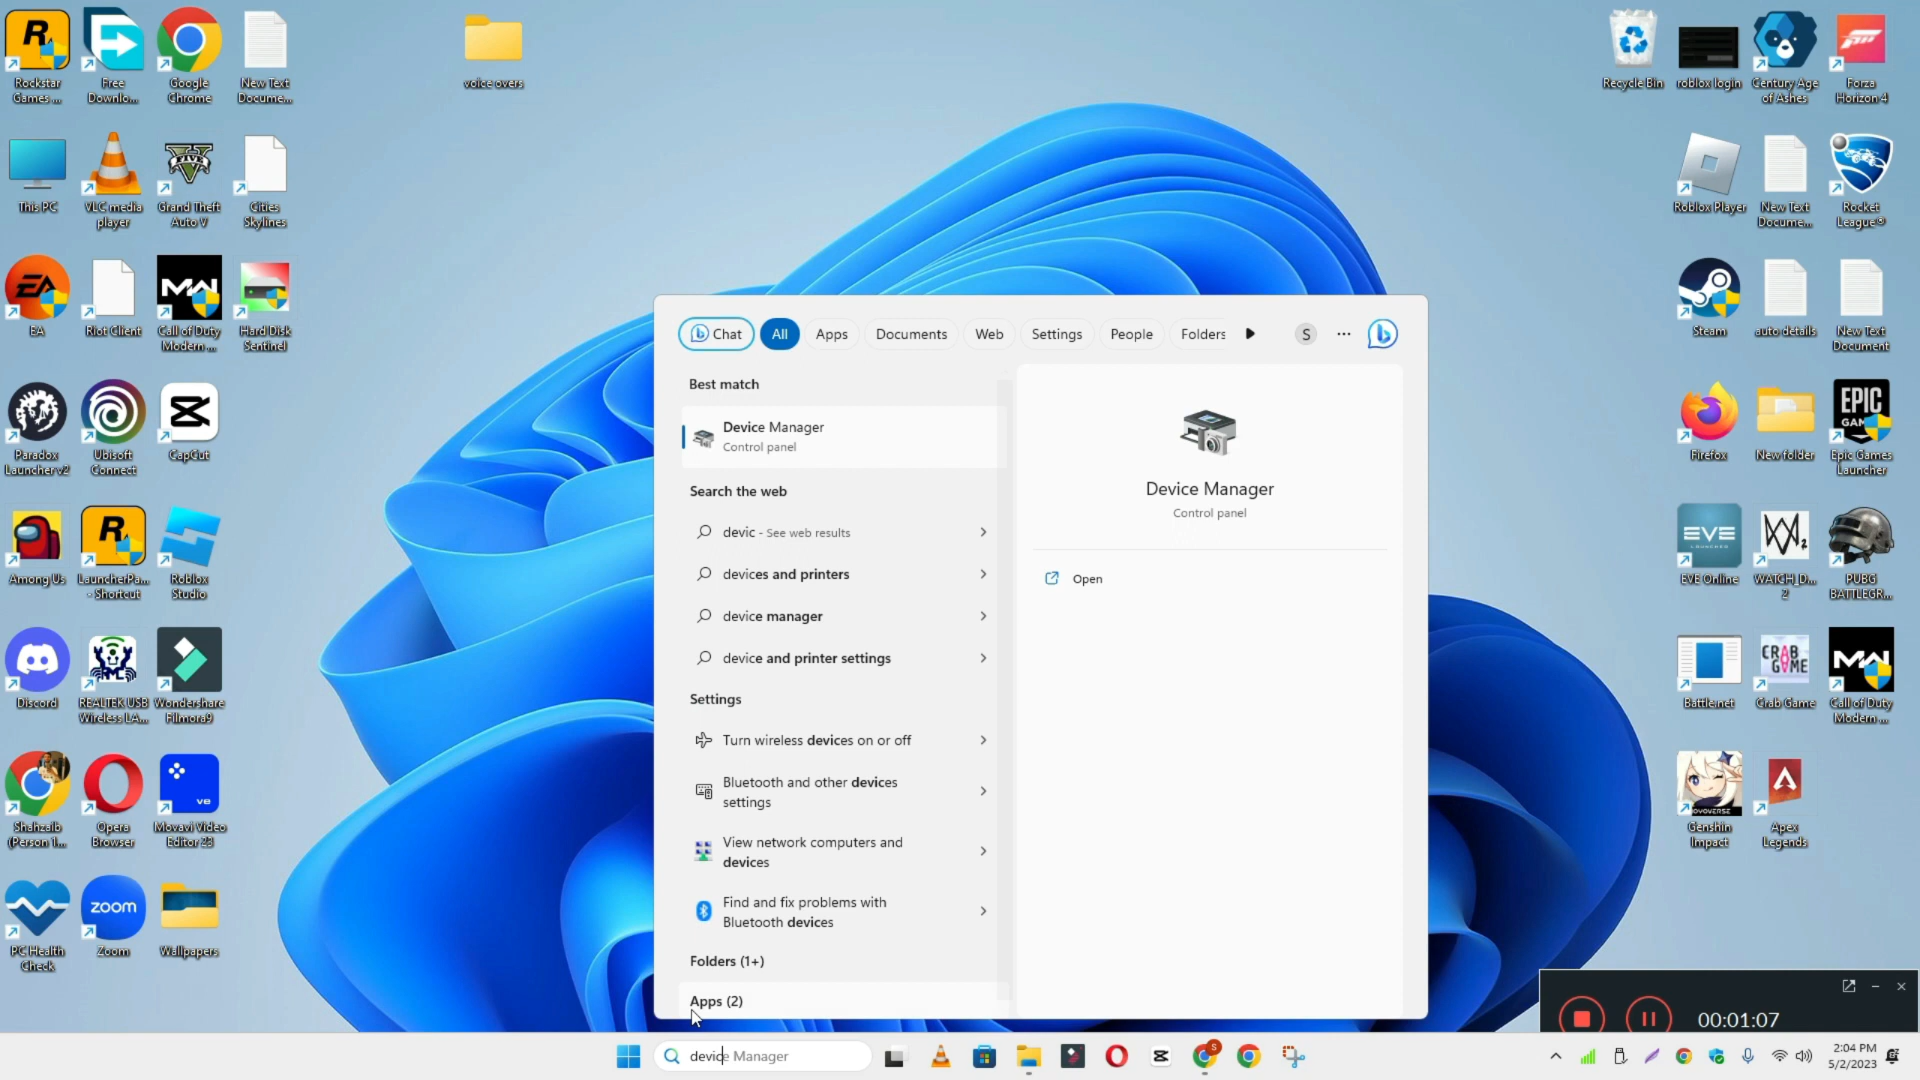 Rockstar
Games ...
Free
Downlo...
Google
Chrome
New Text
Docume...
voice overs
Recycle Bin
roblox login
Century Age
of Ashes
Forza
Horizon 4
This PC
VLC media
player
Grand Theft
Auto V
Cities
Skylines
Roblox Player
New Text
Docume...
Rocket
League®
EA
Riot Client
Call of Duty
Modern ...
Hard Disk
Sentinel
Steam
auto details
New Text
Document
Paradox
Launcher v2
Ubisoft
Connect
CapCut
Firefox
New folder
Epic Games
Launcher
Among Us
LauncherPa...
- Shortcut
Roblox
Studio
EVE Online
WATCH_D...
2
PUBG
BATTLEGR...
Discord
REALTEK USB
Wireless LA...
Wondershare
Filmora9
Battle.net
Crab Game
Call of Duty
Modern ...
Shahzaib
(Person 1...
Opera
Browser
Movavi Video
Editor 23
Genshin
Impact
Apex
Legends
PC Health
Check
zoom
Zoom
Wallpapers
Chat
All
Apps
Documents
Web
Settings
People
Folders
S
Best match
Device Manager
Control panel
Search the web
devic - See web results
devices and printers
device manager
device and printer settings
Settings
Turn wireless devices on or off
Bluetooth and other devices
settings
View network computers and
devices
Find and fix problems with
Bluetooth devices
Folders (1+)
Apps (2)
Device Manager
Control panel
Open
00:01:07
device Manager
2:04 PM
5/2/2023